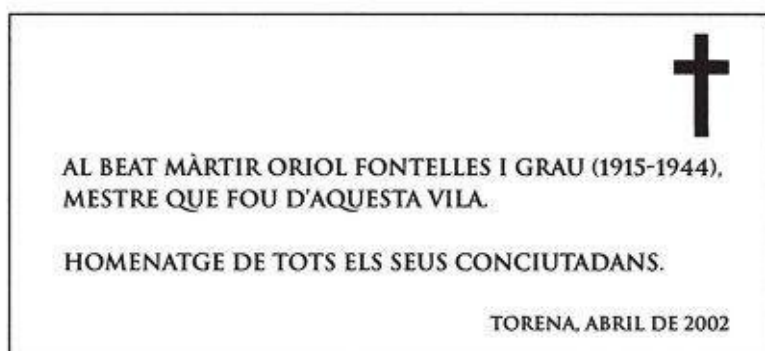 AL BEAT MÀRTIR ORIOL FONTELLES I GRAU (1915-1944),
MESTRE QUE FOU D'AQUESTA VILA.
HOMENATGE DE TOTS ELS SEUS CONCIUTADANS.
TORENA, ABRIL DE 2002